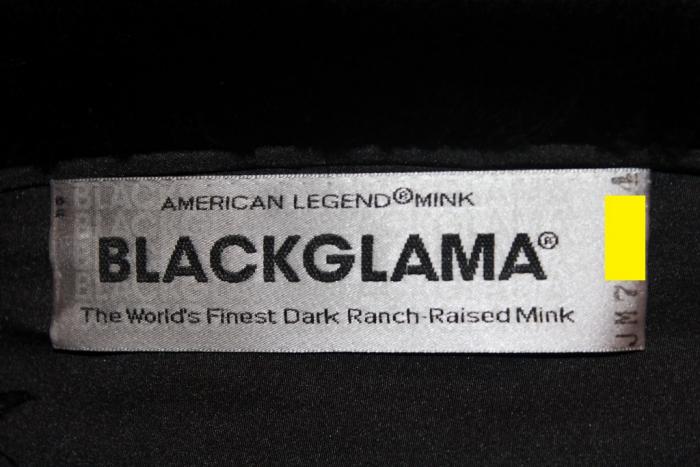 AMERICAN LEGEND® MINK
BLACKGLAMA®
The World's Finest Dark Ranch-Raised Mink